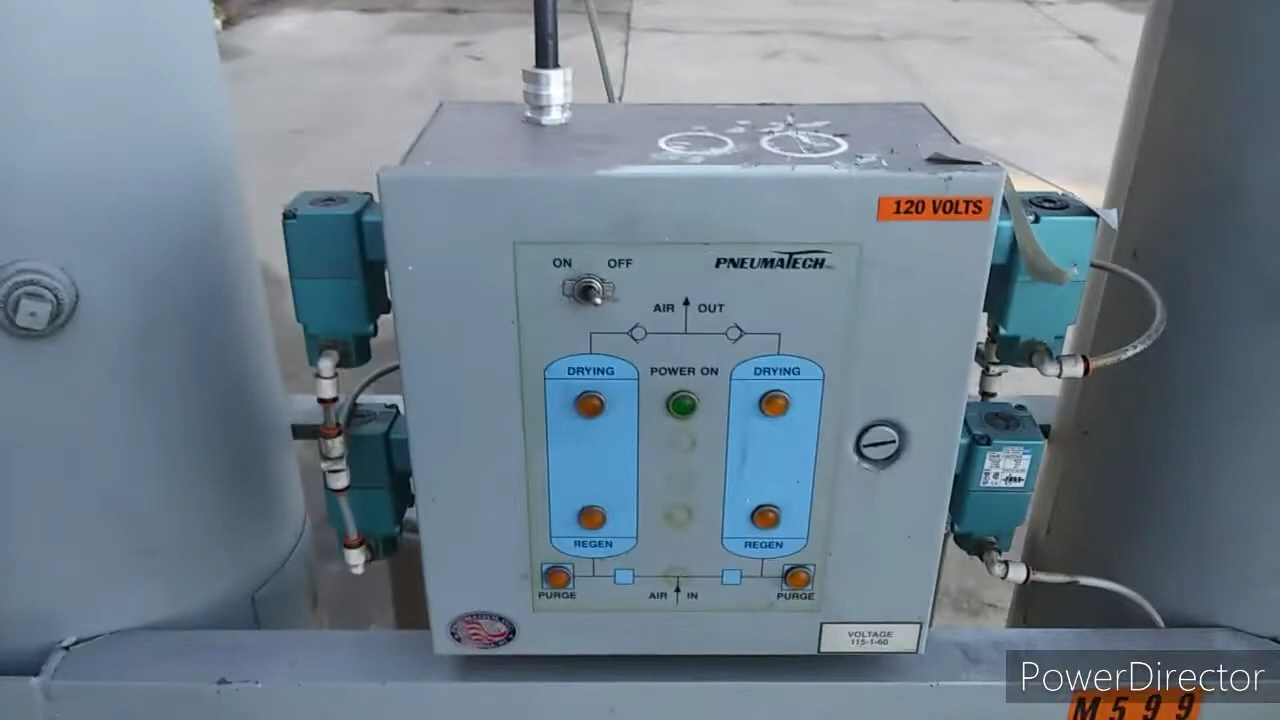 120 VOLTS
ON OFF
PNEUMATECH
AIR OUT
DRYING POWER ON DRYING
REGEN REGEN
PURGE AIR IN PURGE
VOLTAGE
115-1-60
PowerDirector
M599